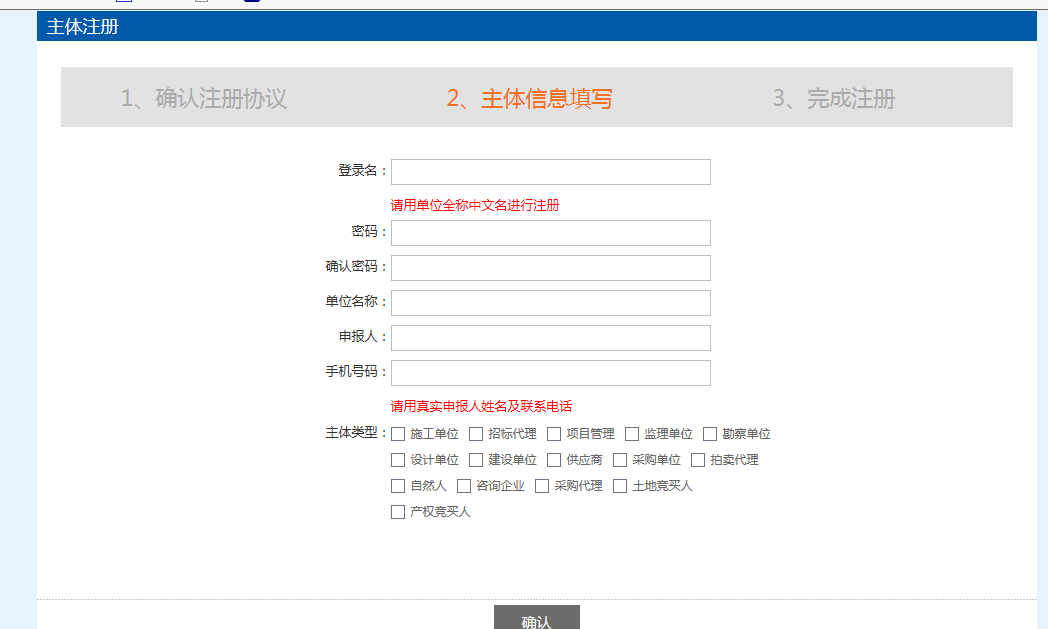 主体注册
1、确认注册协议 2、主体信息填写 3、完成注册
登录名：
请用单位全称中文名进行注册
密码：
确认密码：
单位名称：
申报人：
手机号码：
请用真实申报人姓名及联系电话
主体类型： 施工单位 招标代理 项目管理 监理单位 勘察单位
设计单位 建设单位 供应商 采购单位 拍卖代理
自然人 咨询企业 采购代理 土地竞买人
产权竞买人
确认